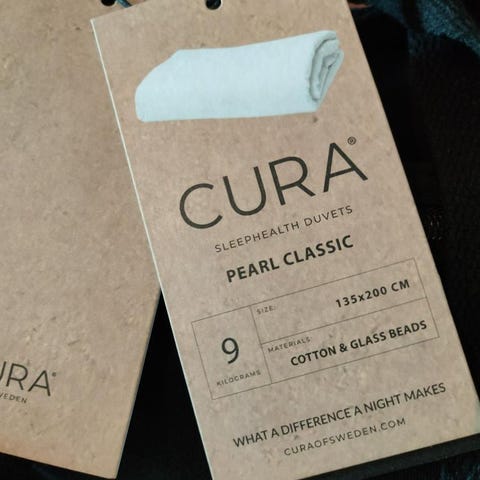 CURA®
SLEEPHEALTH DUVETS
PEARL CLASSIC
9
KILOGRAMS
SIZE:
135x200 CM
MATERIALS:
COTTON & GLASS BEADS
WHAT A DIFFERENCE A NIGHT MAKES
CURAOFSWEDEN.COM
URA®
WEDEN